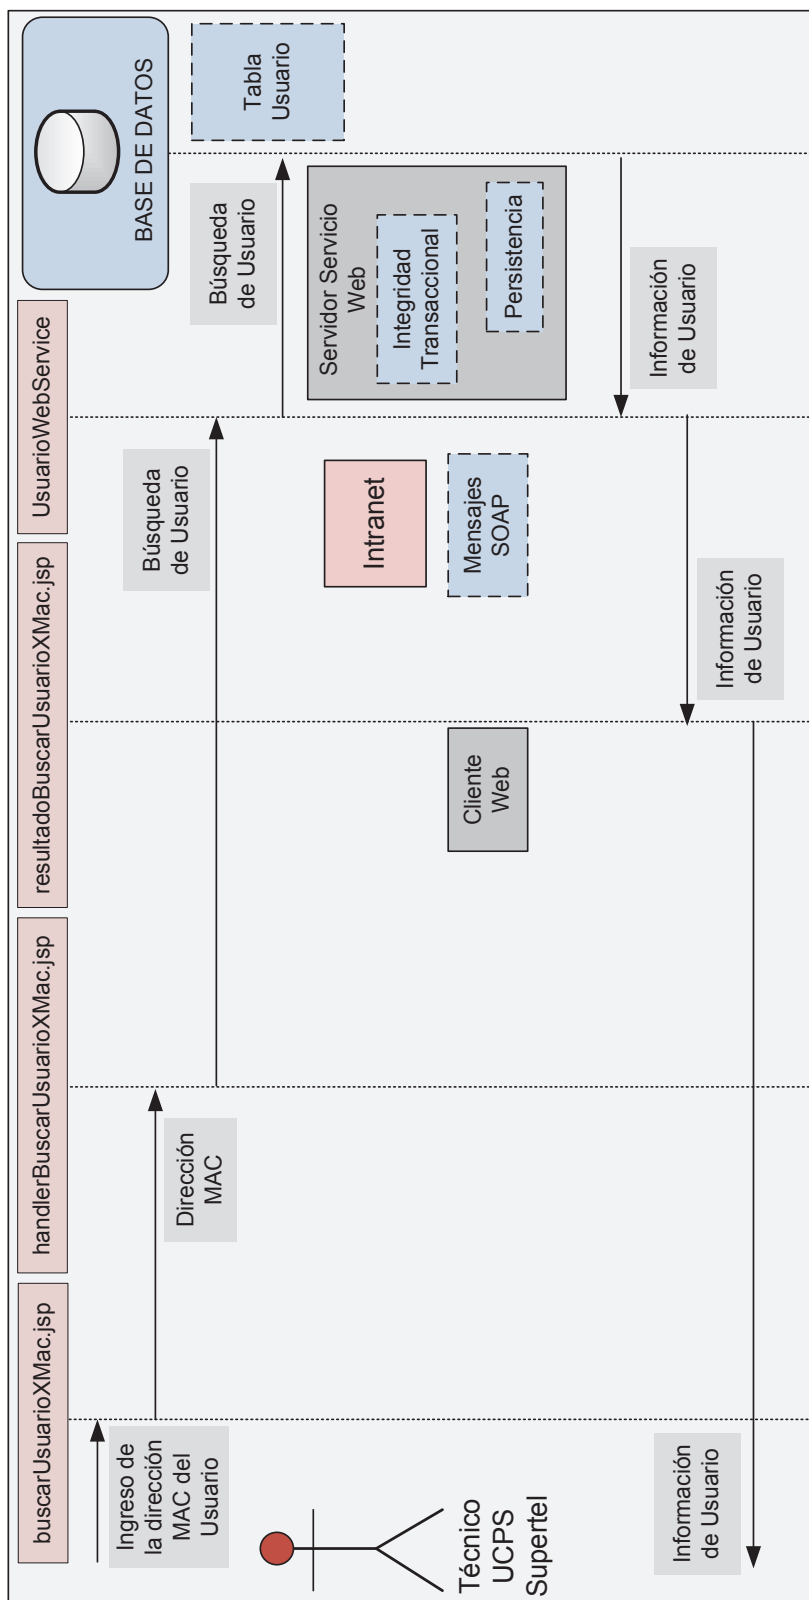 buscarUsuarioXMac.jsp
handlerBuscarUsuarioXMac.jsp
resultadoBuscarUsuarioXMac.jsp
UsuarioWebService
BASE DE DATOS
Tabla
Usuario
Ingreso de
la dirección
MAC del
Usuario
Dirección
MAC
Búsqueda
de Usuario
Búsqueda
de Usuario
Servidor Servicio
Web
Integridad
Transaccional
Persistencia
Intranet
Mensajes
SOAP
Cliente
Web
Técnico
UCPS
Supertel
Información
de Usuario
Información
de Usuario
Información
de Usuario